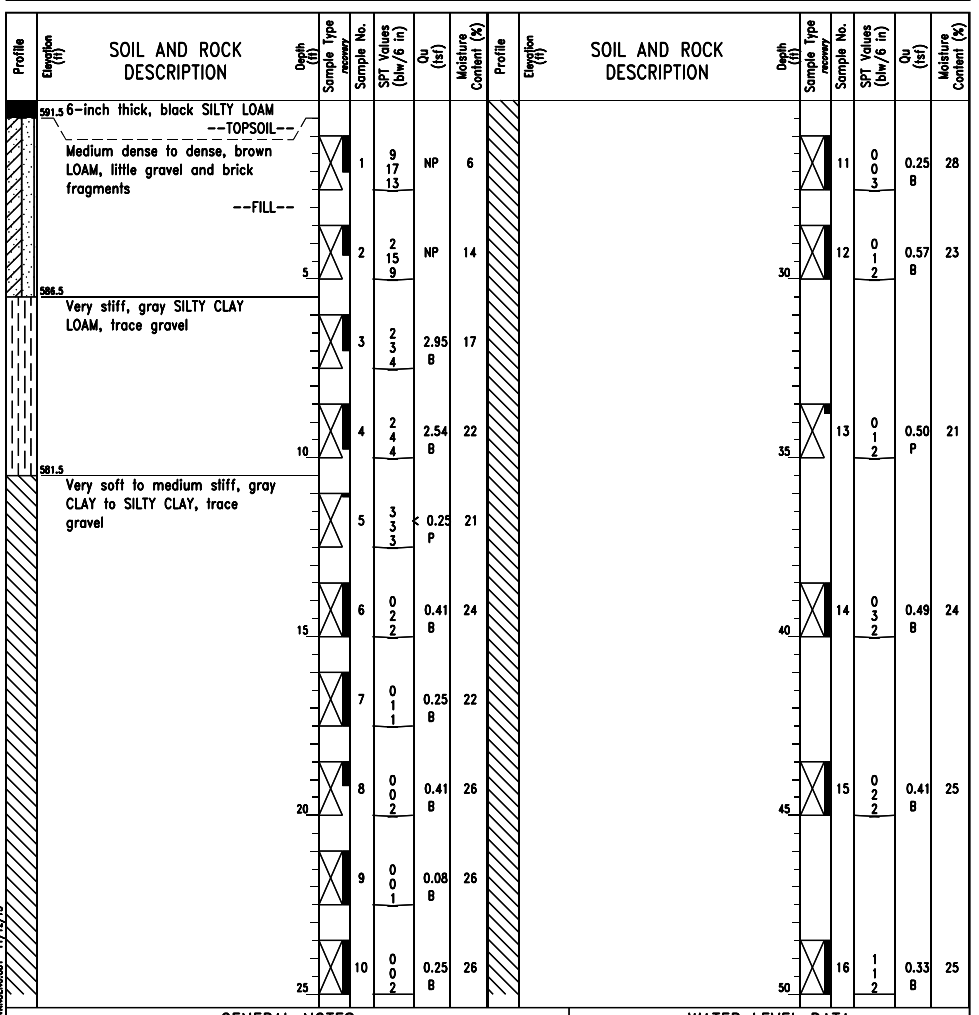 Profile
Elevation (ft)
SOIL AND ROCK
DESCRIPTION
Depth (ft)
Sample Type
recovery
Sample No.
SPT Values (blw/6 in)
Qu (tsf)
Moisture Content (%)
Profile
Elevation (ft)
SOIL AND ROCK
DESCRIPTION
Depth (ft)
Sample Type
recovery
Sample No.
SPT Values (blw/6 in)
Qu (tsf)
Moisture Content (%)
591.5 6-inch thick, black SILTY LOAM
--TOPSOIL--
Medium dense to dense, brown
LOAM, little gravel and brick
fragments
--FILL--
1 9 17 13 NP 6
2 2 15 9 NP 14
5
586.5
Very stiff, gray SILTY CLAY
LOAM, trace gravel
3 2 3 4 2.95 B 17
4 2 4 4 2.54 B 22
10
581.5
Very soft to medium stiff, gray
CLAY to SILTY CLAY, trace
gravel
5 3 3 3 < 0.25 P 21
6 0 2 2 0.41 B 24
15
7 0 1 1 0.25 B 22
8 0 0 2 0.41 B 26
20
9 0 0 1 0.08 B 26
10 0 0 2 0.25 B 26
25
11 0 0 3 0.25 B 28
12 0 1 2 0.57 B 23
30
13 0 1 2 0.50 P 21
35
14 0 3 2 0.49 B 24
40
15 0 2 2 0.41 B 25
45
16 1 1 2 0.33 B 25
50
GENERAL NOTES
WATER LEVEL DATA